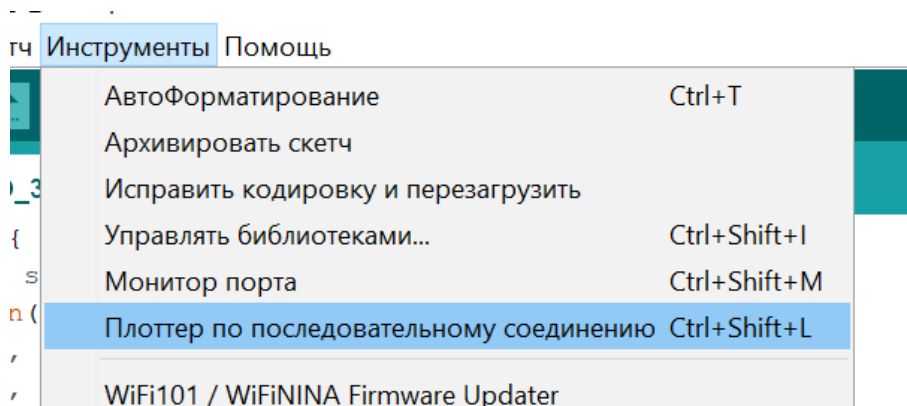 тч Инструменты Помощь
АвтоФорматирование Ctrl+T
Архивировать скетч
_3
Исправить кодировку и перезагрузить
{
Управлять библиотеками... Ctrl+Shift+I
s
Монитор порта Ctrl+Shift+M
n(
Плоттер по последовательному соединению Ctrl+Shift+L
,
,
WiFi101 / WiFiNINA Firmware Updater